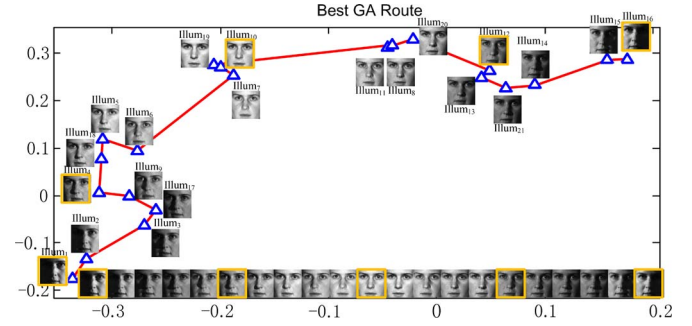 Best GA Route
Illum19
Illum10
Illum20
Illum12
Illum14
Illum15
Illum16
0.3
Illum7
Illum11
Illum8
Illum13
0.2
Illum5
Illum6
Illum21
0.1
Illum18
Illum9
Illum4
Illum17
0
Illum2
Illum3
-0.1
Illum1
-0.2
-0.3
-0.2
-0.1
0
0.1
0.2